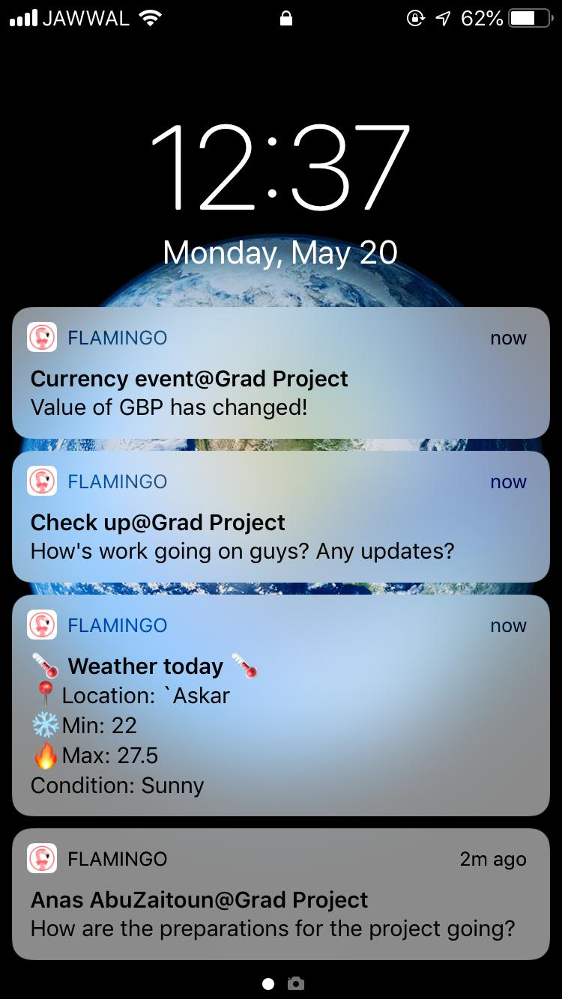 JAWWAL 62%
12:37
Monday, May 20
FLAMINGO now
Currency event@Grad Project
Value of GBP has changed!
FLAMINGO now
Check up@Grad Project
How's work going on guys? Any updates?
FLAMINGO now
🌡️ Weather today 🌡️
📍Location: `Askar
❄️Min: 22
🔥Max: 27.5
Condition: Sunny
FLAMINGO 2m ago
Anas AbuZaitoun@Grad Project
How are the preparations for the project going?